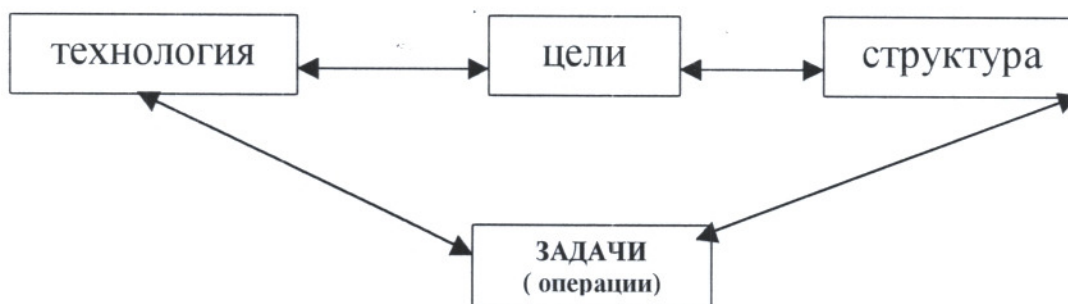 технология
цели
структура
ЗАДАЧИ
( операции)